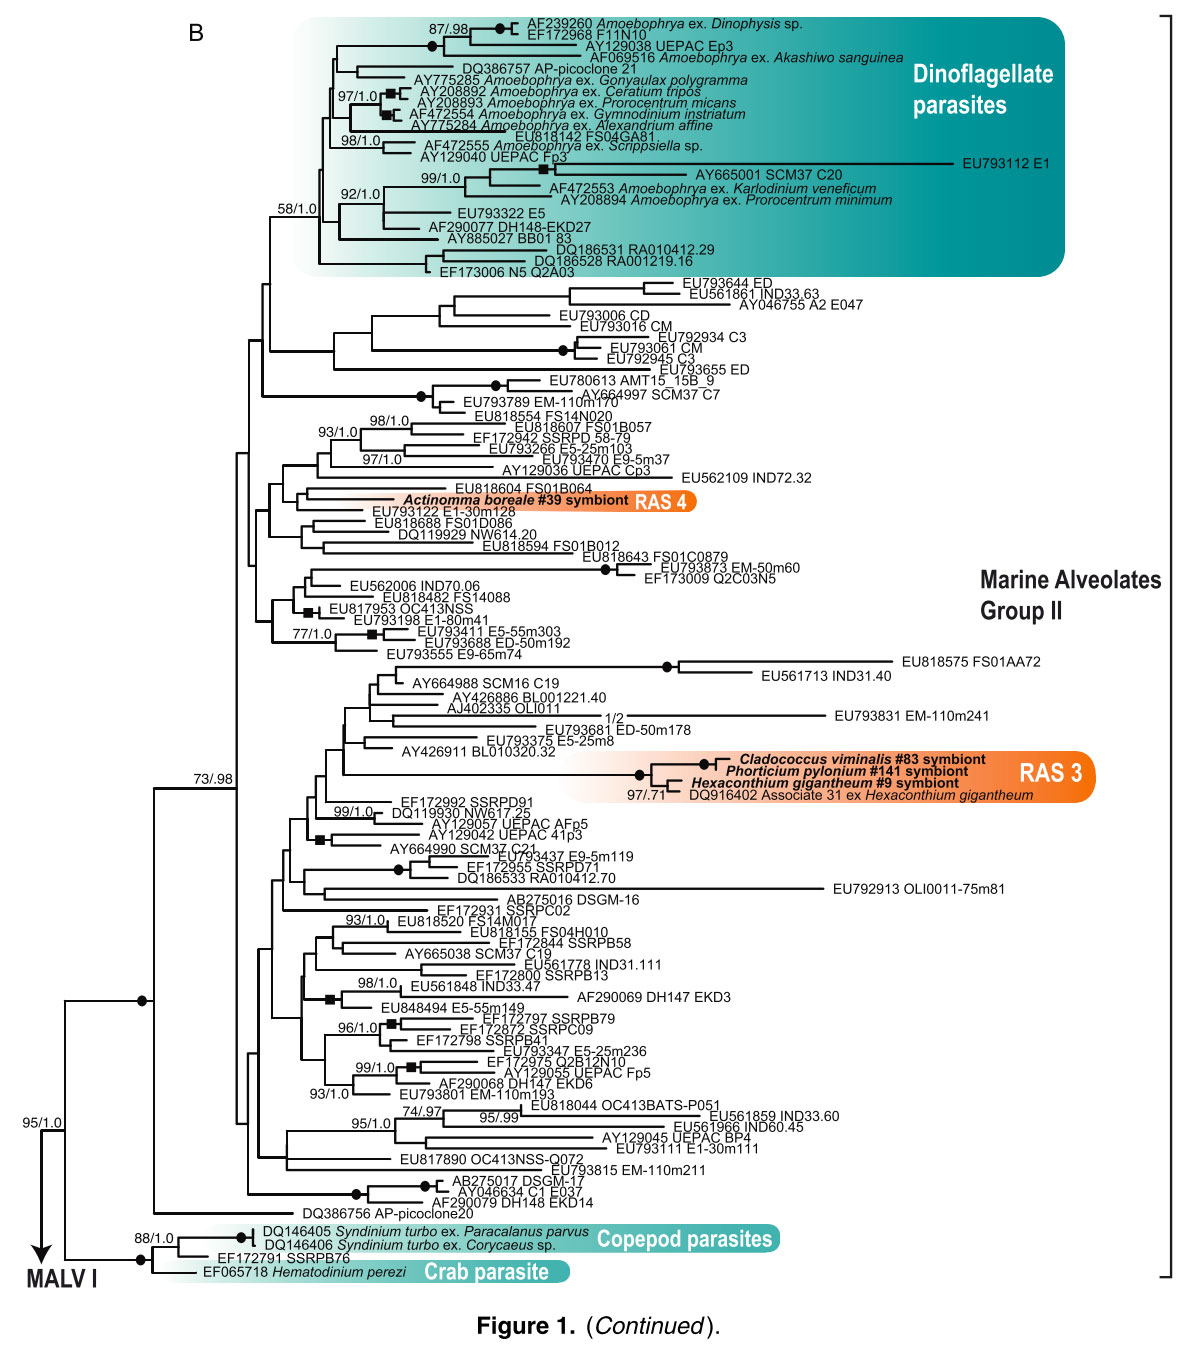 B
AF239260 Amoebophrya ex. Dinophysis sp.
87/.98
EF172968 F11N10
AY129038 UEPAC Ep3
AF069516 Amoebophrya ex. Akashiwo sanguinea
DQ386757 AP-picoclone 21
Dinoflagellate
parasites
AY775285 Amoebophrya ex. Gonyaulax polygramma
AY208892 Amoebophrya ex. Ceratium tripos
97/1.0
AY208893 Amoebophrya ex. Prorocentrum micans
AF472554 Amoebophrya ex. Gymnodinium instriatum
AY775284 Amoebophrya ex. Alexandrium affine
EU818142 FS04GA81
98/1.0
AF472555 Amoebophrya ex. Scrippsiella sp.
AY129040 UEPAC Fp3
EU793112 E1
AY665001 SCM37 C20
99/1.0
AF472553 Amoebophrya ex. Karlodinium veneficum
92/1.0
AY208894 Amoebophrya ex. Prorocentrum minimum
58/1.0
EU793322 E5
AF290077 DH148-EKD27
AY885027 BB01 83
DQ186531 RA010412.29
DQ186528 RA001219.16
EF173006 N5 Q2A03
EU793644 ED
EU561861 IND33.63
AY046755 A2 E047
EU793006 CD
EU793016 CM
EU792934 C3
EU793061 CM
EU792945 C3
EU793655 ED
EU780613 AMT15_15B_9
AY664997 SCM37 C7
EU793789 EM-110m170
EU818554 FS14N020
98/1.0
EU818607 FS01B057
93/1.0
EF172942 SSRPD 58-79
EU793266 E5-25m103
97/1.0
EU793470 E9-5m37
AY129036 UEPAC Cp3
EU562109 IND72.32
EU818604 FS01B064
Actinomma boreale #39 symbiont RAS 4
EU793122 E1-30m128
EU818688 FS01D086
DQ119929 NW614.20
EU818594 FS01B012
EU818643 FS01C0879
EU793873 EM-50m60
EF173009 Q2C03N5
Marine Alveolates
Group II
EU562006 IND70.06
EU818482 FS14088
EU817953 OC413NSS
EU793198 E1-80m41
77/1.0
EU793411 E5-55m303
EU793688 ED-50m192
EU793555 E9-65m74
EU818575 FS01AA72
EU561713 IND31.40
AY664988 SCM16 C19
AY426886 BL001221.40
AJ402335 OLI011
1/2
EU793831 EM-110m241
EU793681 ED-50m178
EU793375 E5-25m8
AY426911 BL010320.32
Cladococcus viminalis #83 symbiont
Phorticium pylonium #141 symbiont
RAS 3
73/.98
Hexaconthium gigantheum #9 symbiont
97/.71
DQ916402 Associate 31 ex Hexaconthium gigantheum
EF172992 SSRPD91
99/1.0
DQ119930 NW617.25
AY129057 UEPAC AFp5
AY129042 UEPAC 41p3
AY664990 SCM37 C21
EU793437 E9-5m119
EF172955 SSRPD71
DQ186533 RA010412.70
EU792913 OLI0011-75m81
AB275016 DSGM-16
EF172931 SSRPC02
93/1.0
EU818520 FS14M017
EU818155 FS04H010
EF172844 SSRPB58
AY665038 SCM37 C19
EU561778 IND31.111
EF172800 SSRPB13
98/1.0
EU561848 IND33.47
AF290069 DH147 EKD3
EU848494 E5-55m149
EF172797 SSRPB79
96/1.0
EF172872 SSRPC09
EF172798 SSRPB41
EU793347 E5-25m236
EF172975 Q2B12N10
99/1.0
AY129055 UEPAC Fp5
AF290068 DH147 EKD6
93/1.0
EU793801 EM-110m193
EU818044 OC413BATS-P051
74/.97
95/.99
EU561859 IND33.60
95/1.0
EU561966 IND60.45
AY129045 UEPAC BP4
EU793111 E1-30m111
EU817890 OC413NSS-Q072
EU793815 EM-110m211
AB275017 DSGM-17
AY046634 C1 E037
AF290079 DH148 EKD14
DQ386756 AP-picoclone20
95/1.0
DQ146405 Syndinium turbo ex. Paracalanus parvus
88/1.0
Copepod parasites
DQ146406 Syndinium turbo ex. Corycaeus sp.
EF172791 SSRPB76
EF065718 Hematodinium perezi Crab parasite
MALV I
Figure 1. (Continued).